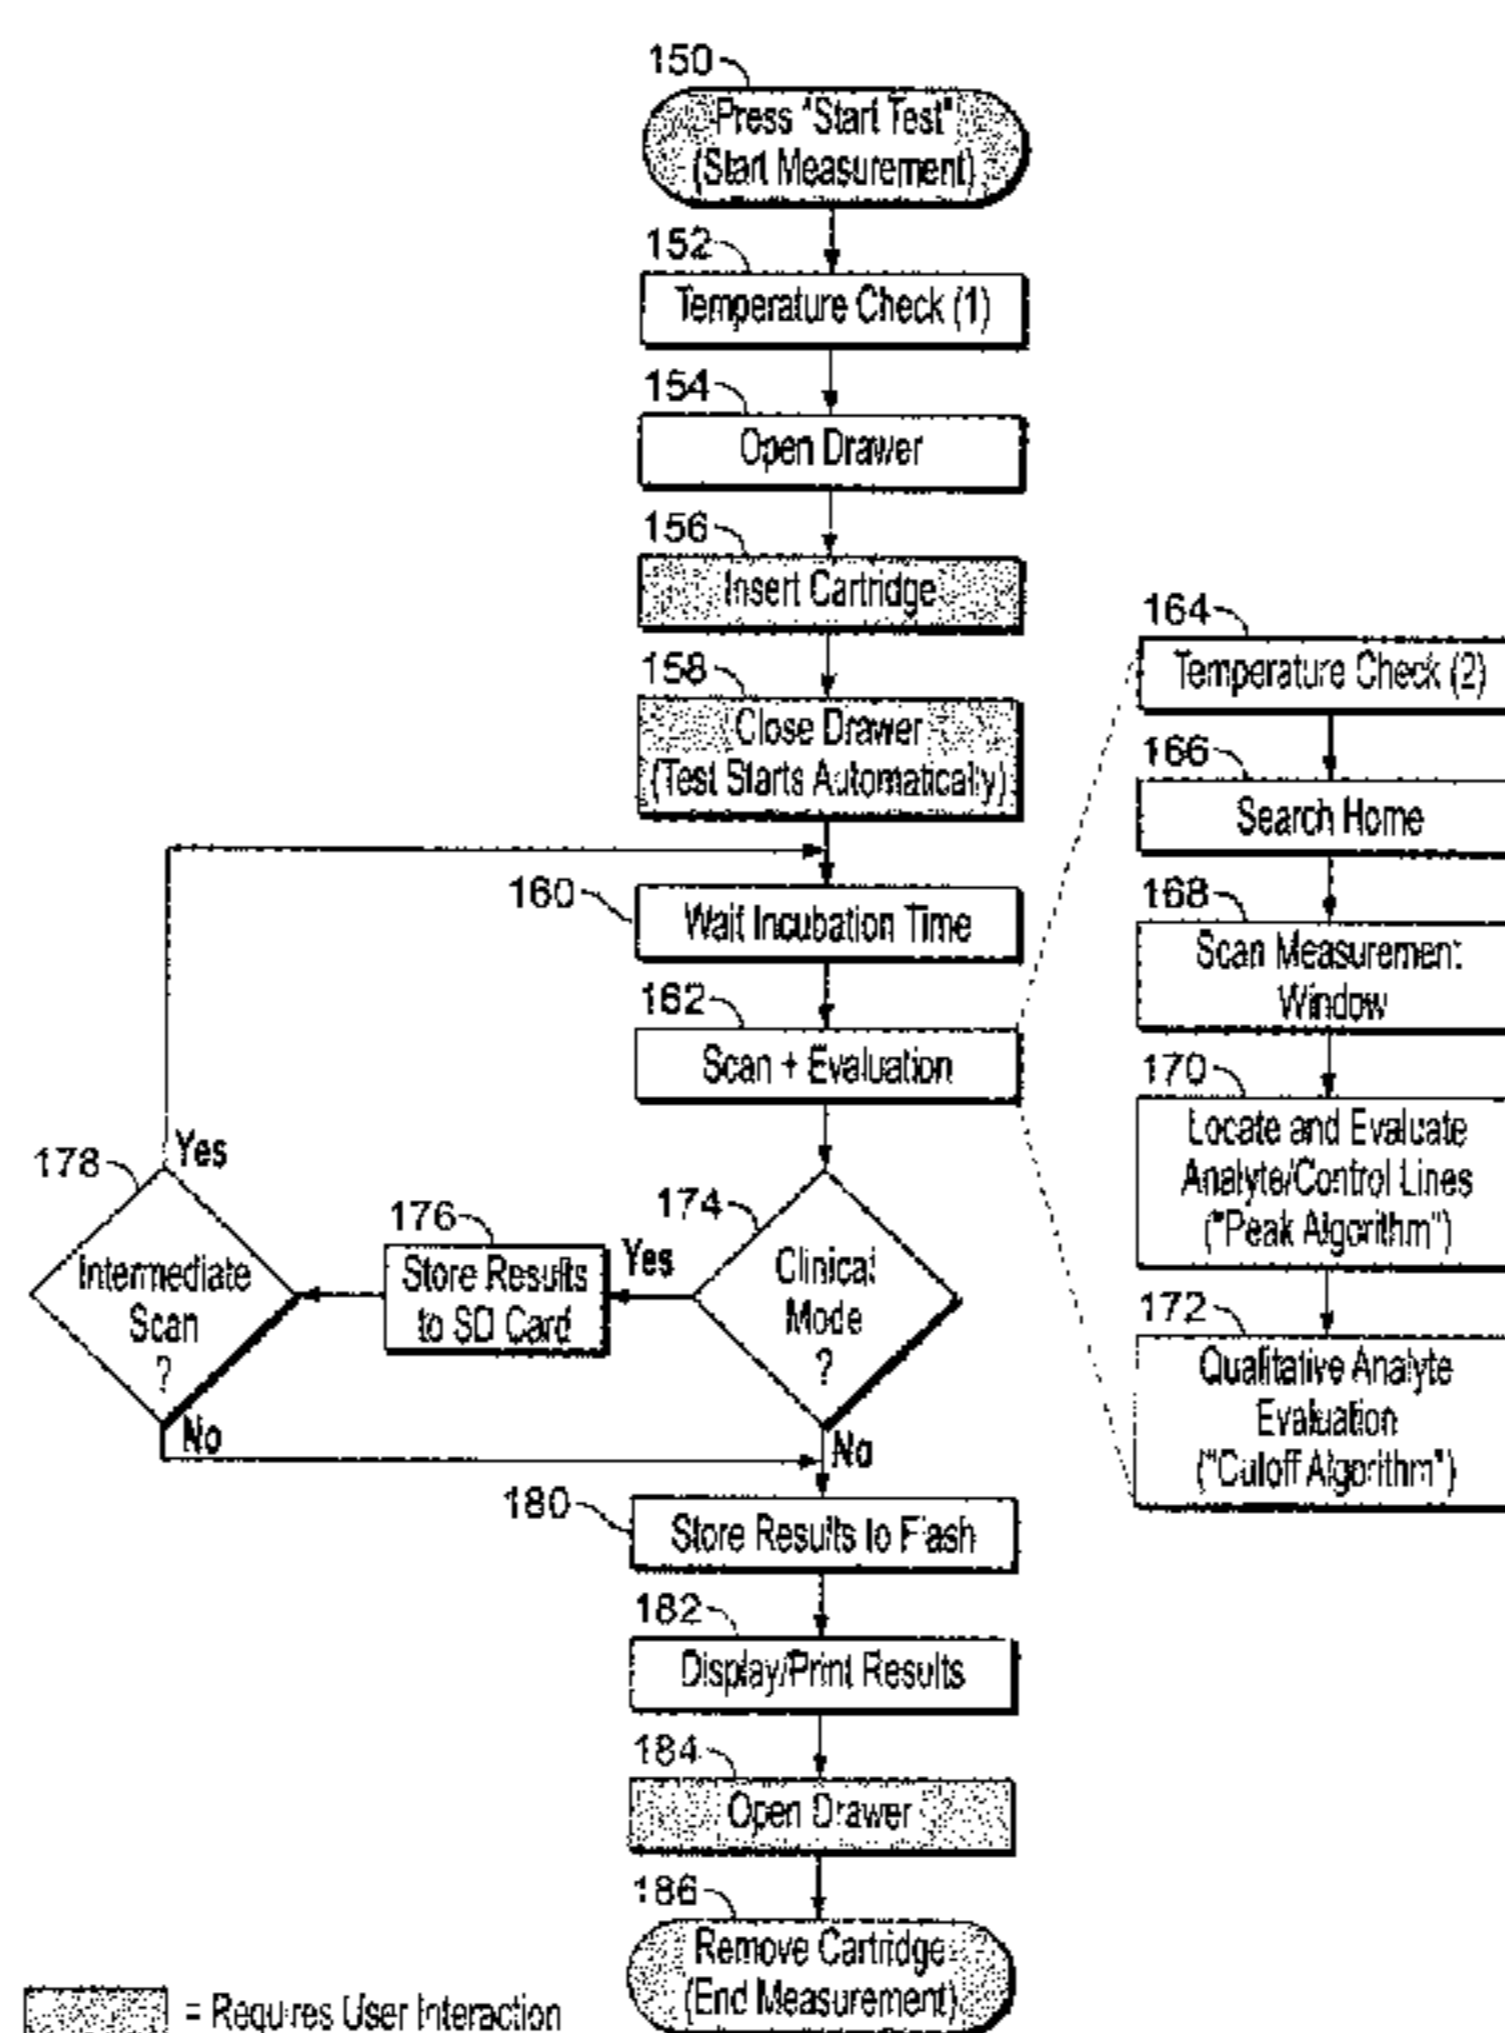 150
Press "Start Test"
(Start Measurement)
152
Temperature Check (1)
154
Open Drawer
156
Insert Cartridge
158
Close Drawer
(Test Starts Automatically)
160
Wait Incubation Time
162
Scan + Evaluation
164
Temperature Check (2)
166
Search Home
168
Scan Measurement
Window
170
Locate and Evaluate
Analyte/Control Lines
("Peak Algorithm")
172
Qualitative Analyte
Evaluation
("Cutoff Algorithm")
174
Clinical
Mode
?
Yes
No
176
Store Results
to SD Card
178
Intermediate
Scan
?
Yes
No
180
Store Results to Flash
182
Display/Print Results
184
Open Drawer
186
Remove Cartridge
(End Measurement)
= Requires User Interaction